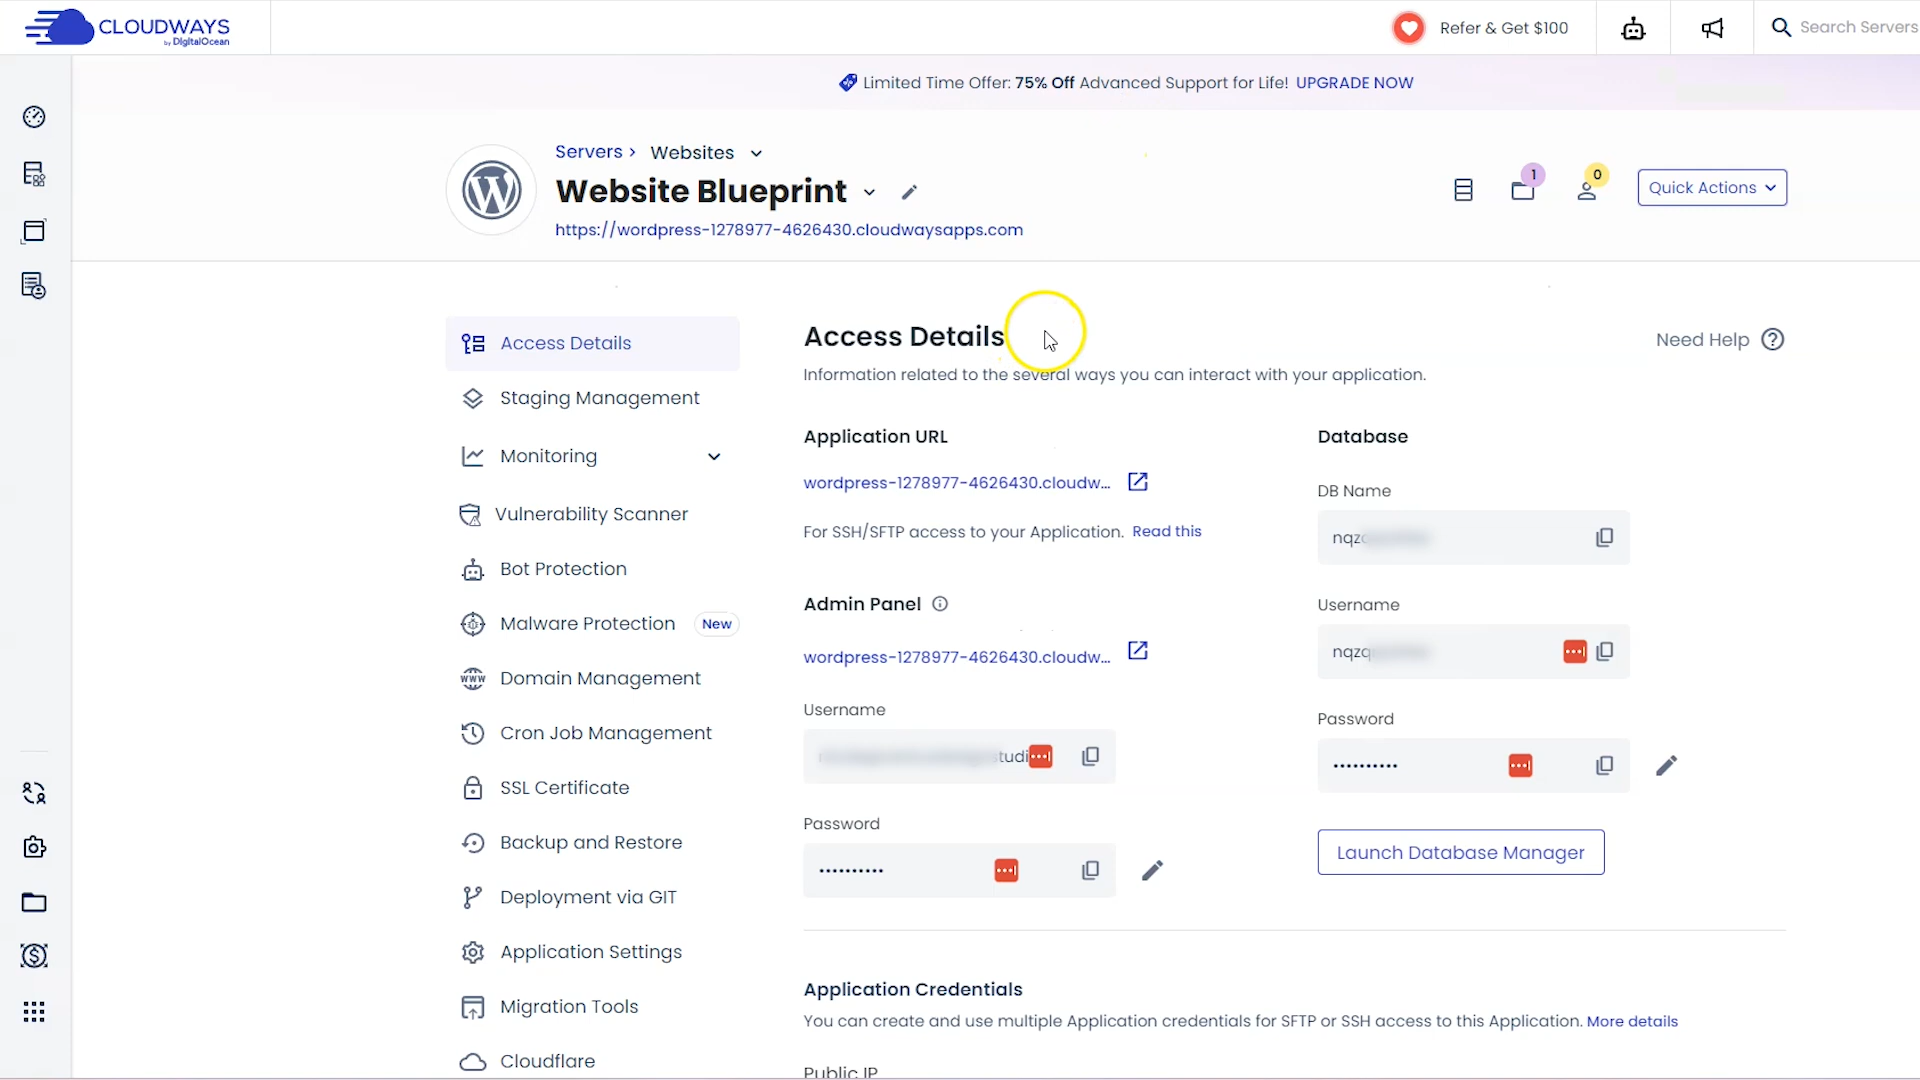 CLOUDWAYS
by DigitalOcean
Refer & Get $100
Search Servers
Limited Time Offer: 75% Off Advanced Support for Life! UPGRADE NOW
Servers › Websites
Website Blueprint
https://wordpress-1278977-4626430.cloudwaysapps.com
1
0
Quick Actions
Access Details
Staging Management
Monitoring
Vulnerability Scanner
Bot Protection
Malware Protection New
Domain Management
Cron Job Management
SSL Certificate
Backup and Restore
Deployment via GIT
Application Settings
Migration Tools
Cloudflare
Access Details
Need Help
Information related to the several ways you can interact with your application.
Application URL
wordpress-1278977-4626430.cloudw...
For SSH/SFTP access to your Application. Read this
Admin Panel
wordpress-1278977-4626430.cloudw...
Username
Password
••••••••••
Database
DB Name
Username
Password
••••••••••
Launch Database Manager
Application Credentials
You can create and use multiple Application credentials for SFTP or SSH access to this Application. More details
Public IP